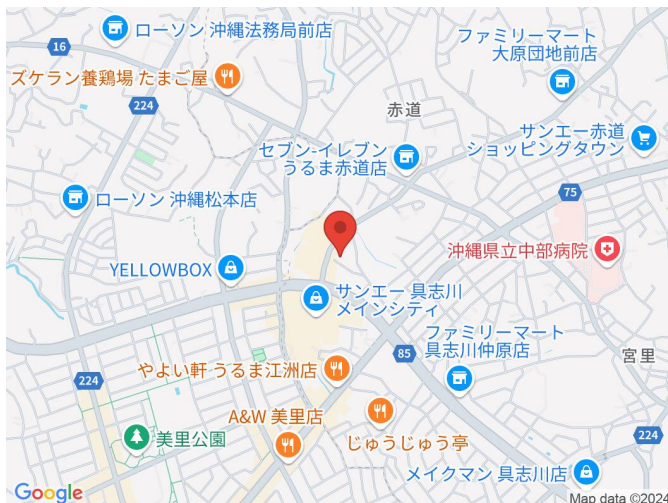 ローソン 沖縄法務局前店
16
ズケラン養鶏場 たまご屋
224
ファミリーマート
大原団地前店
赤道
サンエー赤道
ショッピングタウン
セブン-イレブン
うるま赤道店
75
ローソン 沖縄松本店
沖縄県立中部病院
YELLOWBOX
サンエー 具志川
メインシティ
ファミリーマート
具志川仲原店
85
宮里
やよい軒 うるま江洲店
224
A&W 美里店
224
美里公園
じゅうじゅう亭
メイクマン 具志川店
Google
Map data ©2024